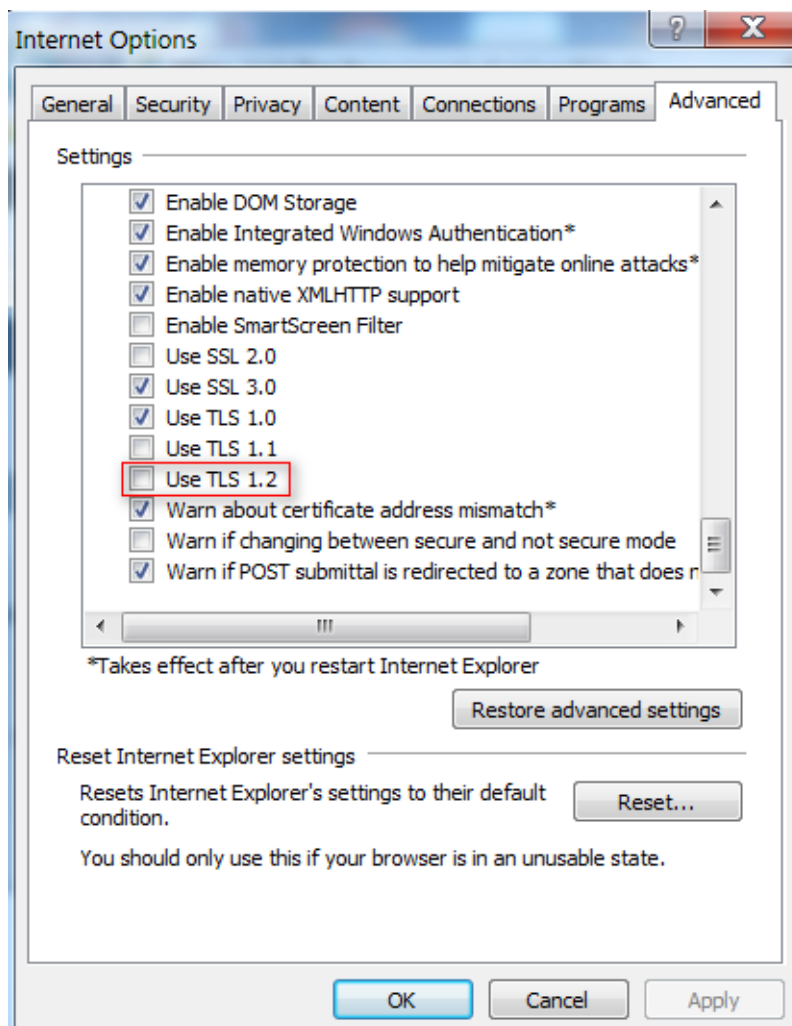 Internet Options
General Security Privacy Content Connections Programs Advanced
Settings
Enable DOM Storage
Enable Integrated Windows Authentication*
Enable memory protection to help mitigate online attacks*
Enable native XMLHTTP support
Enable SmartScreen Filter
Use SSL 2.0
Use SSL 3.0
Use TLS 1.0
Use TLS 1.1
Use TLS 1.2
Warn about certificate address mismatch*
Warn if changing between secure and not secure mode
Warn if POST submittal is redirected to a zone that does n
*Takes effect after you restart Internet Explorer
Restore advanced settings
Reset Internet Explorer settings
Resets Internet Explorer's settings to their default
condition.
Reset...
You should only use this if your browser is in an unusable state.
OK Cancel Apply